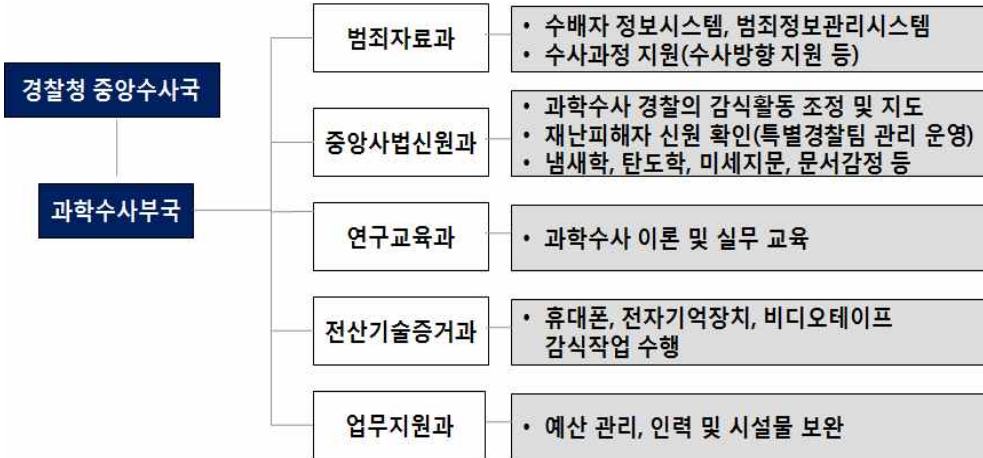 경찰청 중앙수사국
과학수사부국
범죄자료과
• 수배자 정보시스템, 범죄정보관리시스템
• 수사과정 지원(수사방향 지원 등)
중앙사법신원과
• 과학수사 경찰의 감식활동 조정 및 지도
• 재난피해자 신원 확인(특별경찰팀 관리 운영)
• 냄새학, 탄도학, 미세지문, 문서감정 등
연구교육과
• 과학수사 이론 및 실무 교육
전산기술증거과
• 휴대폰, 전자기억장치, 비디오테이프
감식작업 수행
업무지원과
• 예산 관리, 인력 및 시설물 보완